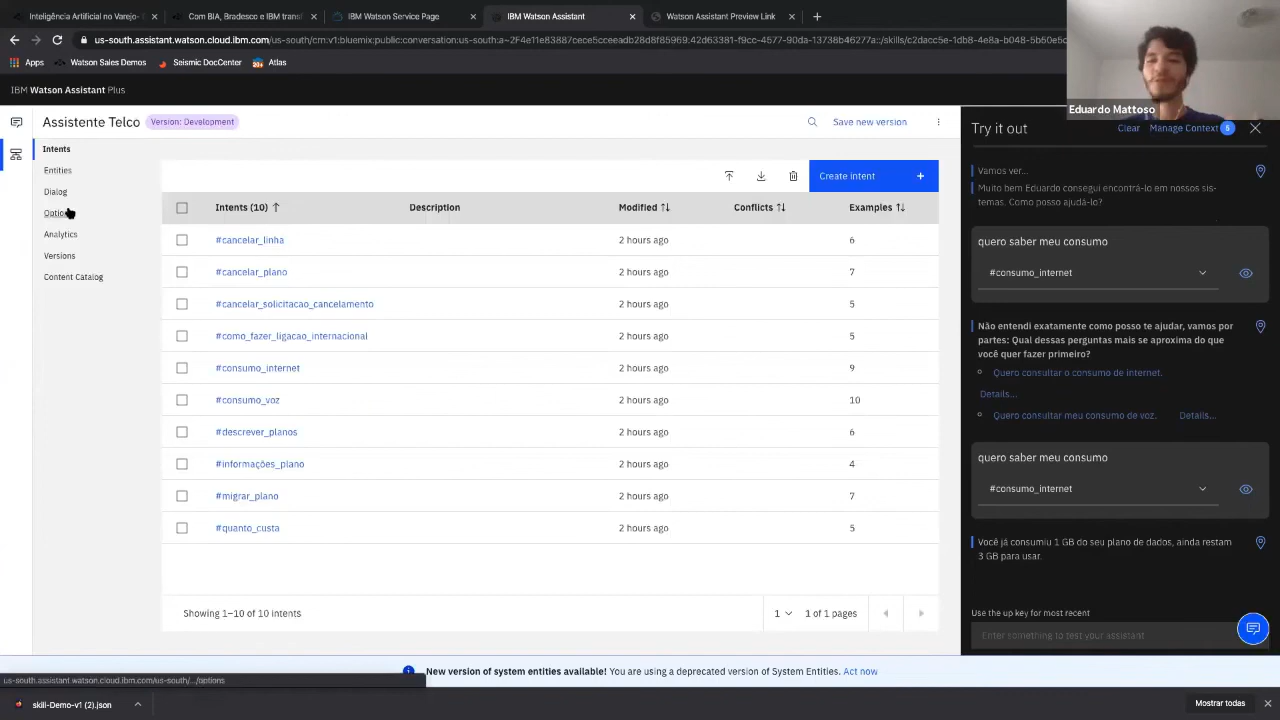 Inteligência Artificial no Varejo-
Com BIA, Bradesco e IBM trans
IBM Watson Service Page
IBM Watson Assistant
Watson Assistant Preview Link
us-south.assistant.watson.cloud.ibm.com/us-south/crn:v1:bluemix:public:conversation:us-south:a~2F4e11e83887cece5cceeadb28d8f85969:42d63381-f9cc-4577-90da-13738b46277a::/skills/c2dacc5e-1db8-4e8a-b048-5b50e5c
Apps
Watson Sales Demos
Seismic DocCenter
Atlas
Eduardo Mattoso
IBM Watson Assistant Plus
Assistente Telco
Version: Development
Save new version
Intents
Entities
Dialog
Options
Analytics
Versions
Content Catalog
Create intent +
Intents (10) Description Modified Conflicts Examples
#cancelar_linha 2 hours ago 6
#cancelar_plano 2 hours ago 7
#cancelar_solicitacao_cancelamento 2 hours ago 5
#como_fazer_ligacao_internacional 2 hours ago 5
#consumo_internet 2 hours ago 9
#consumo_voz 2 hours ago 10
#descrever_planos 2 hours ago 6
#informações_plano 2 hours ago 4
#migrar_plano 2 hours ago 7
#quanto_custa 2 hours ago 5
Showing 1–10 of 10 intents
1 1 of 1 pages
Try it out
Clear
Manage Context 5
Vamos ver...
Muito bem Eduardo consegui encontrá-lo em nossos sis-
temas. Como posso ajudá-lo?
quero saber meu consumo
#consumo_internet
Não entendi exatamente como posso te ajudar, vamos por
partes: Qual dessas perguntas mais se aproxima do que
você quer fazer primeiro?
Quero consultar o consumo de internet.
Details...
Quero consultar meu consumo de voz. Details...
quero saber meu consumo
#consumo_internet
Você já consumiu 1 GB do seu plano de dados, ainda restam
3 GB para usar.
Use the up key for most recent
Enter something to test your assistant
New version of system entities available! You are using a deprecated version of System Entities. Act now
us-south.assistant.watson.cloud.ibm.com/us-south/.../options
skill-Demo-v1 (2).json
Mostrar todas